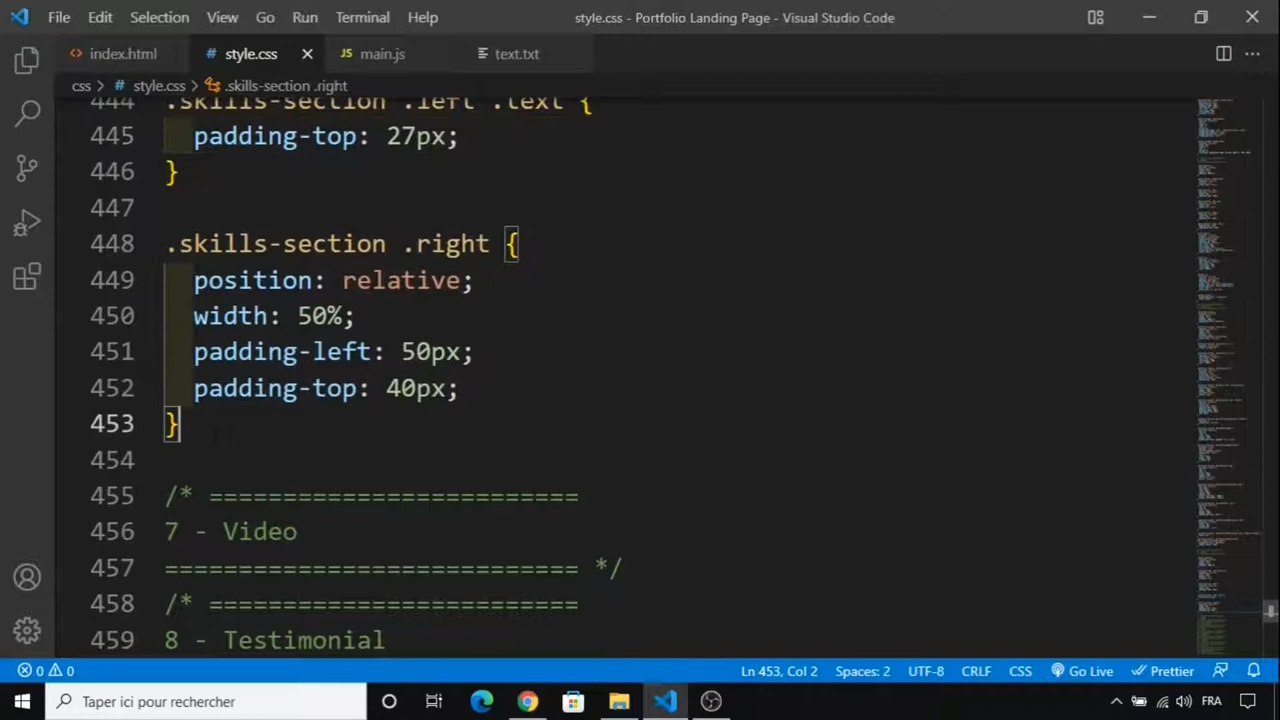 File Edit Selection View Go Run Terminal Help style.css - Portfolio Landing Page - Visual Studio Code
index.html # style.css JS main.js text.txt
css > # style.css > .skills-section .right
444 .skills-section .left .text {
445 padding-top: 27px;
446 }
447
448 .skills-section .right {
449 position: relative;
450 width: 50%;
451 padding-left: 50px;
452 padding-top: 40px;
453 }
454
455 /* =========================
456 7 - Video
457 ============================ */
458 /* =========================
459 8 - Testimonial
0 0 Ln 453, Col 2 Spaces: 2 UTF-8 CRLF CSS Go Live Prettier
Taper ici pour rechercher FRA